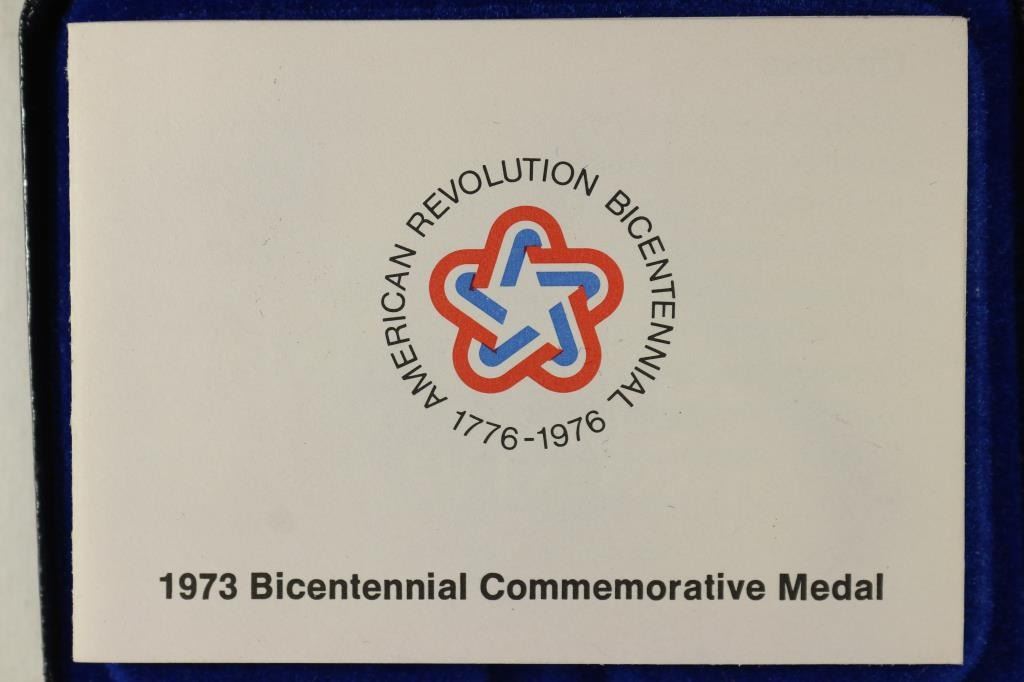 AMERICAN REVOLUTION BICENTENNIAL
1776-1976
1973 Bicentennial Commemorative Medal